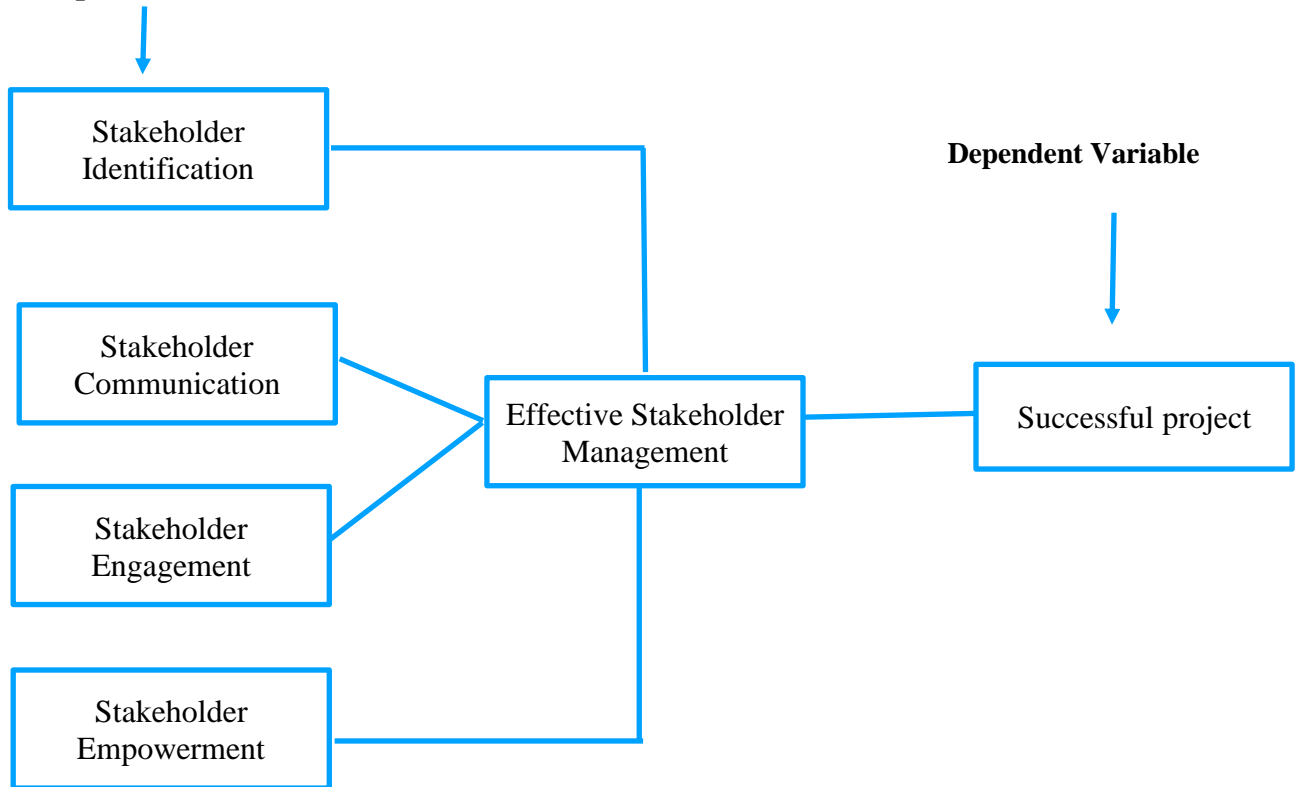 Stakeholder
Identification
Dependent Variable
Stakeholder
Communication
Effective Stakeholder
Management
Successful project
Stakeholder
Engagement
Stakeholder
Empowerment